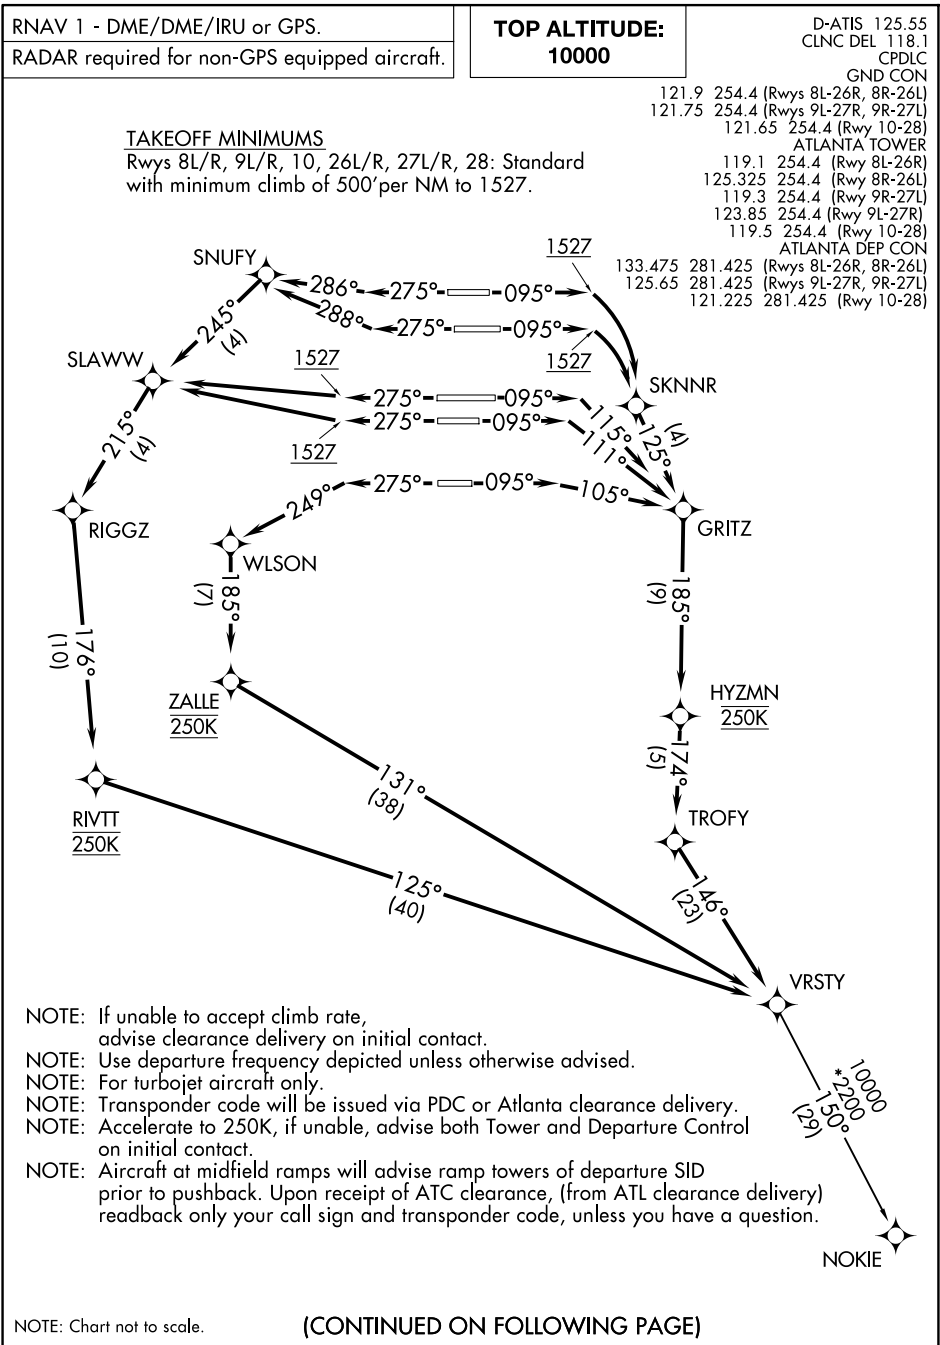 RNAV 1 - DME/DME/IRU or GPS.
RADAR required for non-GPS equipped aircraft.
TOP ALTITUDE:
10000
D-ATIS 125.55
CLNC DEL 118.1
CPDLC
GND CON
121.9 254.4 (Rwys 8L-26R, 8R-26L)
121.75 254.4 (Rwys 9L-27R, 9R-27L)
121.65 254.4 (Rwy 10-28)
ATLANTA TOWER
119.1 254.4 (Rwy 8L-26R)
125.325 254.4 (Rwy 8R-26L)
119.3 254.4 (Rwy 9R-27L)
123.85 254.4 (Rwy 9L-27R)
119.5 254.4 (Rwy 10-28)
ATLANTA DEP CON
133.475 281.425 (Rwys 8L-26R, 8R-26L)
125.65 281.425 (Rwys 9L-27R, 9R-27L)
121.225 281.425 (Rwy 10-28)
TAKEOFF MINIMUMS
Rwys 8L/R, 9L/R, 10, 26L/R, 27L/R, 28: Standard
with minimum climb of 500'per NM to 1527.
SNUFY
1527
286° 275° 095°
288° 275° 095°
245°
(4)
1527
SLAWW
1527
SKNNR
275° 095°
275° 095°
115°
111°
125°
(4)
1527
215°
(4)
249° 275° 095° 105°
RIGGZ
GRITZ
WLSON
185°
(7)
185°
(9)
176°
(10)
ZALLE
250K
HYZMN
250K
174°
(5)
131°
(38)
RIVTT
250K
TROFY
125°
(40)
146°
(23)
VRSTY
10000
*2200
150°
(29)
NOKIE
NOTE: If unable to accept climb rate,
advise clearance delivery on initial contact.
NOTE: Use departure frequency depicted unless otherwise advised.
NOTE: For turbojet aircraft only.
NOTE: Transponder code will be issued via PDC or Atlanta clearance delivery.
NOTE: Accelerate to 250K, if unable, advise both Tower and Departure Control
on initial contact.
NOTE: Aircraft at midfield ramps will advise ramp towers of departure SID
prior to pushback. Upon receipt of ATC clearance, (from ATL clearance delivery)
readback only your call sign and transponder code, unless you have a question.
NOTE: Chart not to scale.
(CONTINUED ON FOLLOWING PAGE)